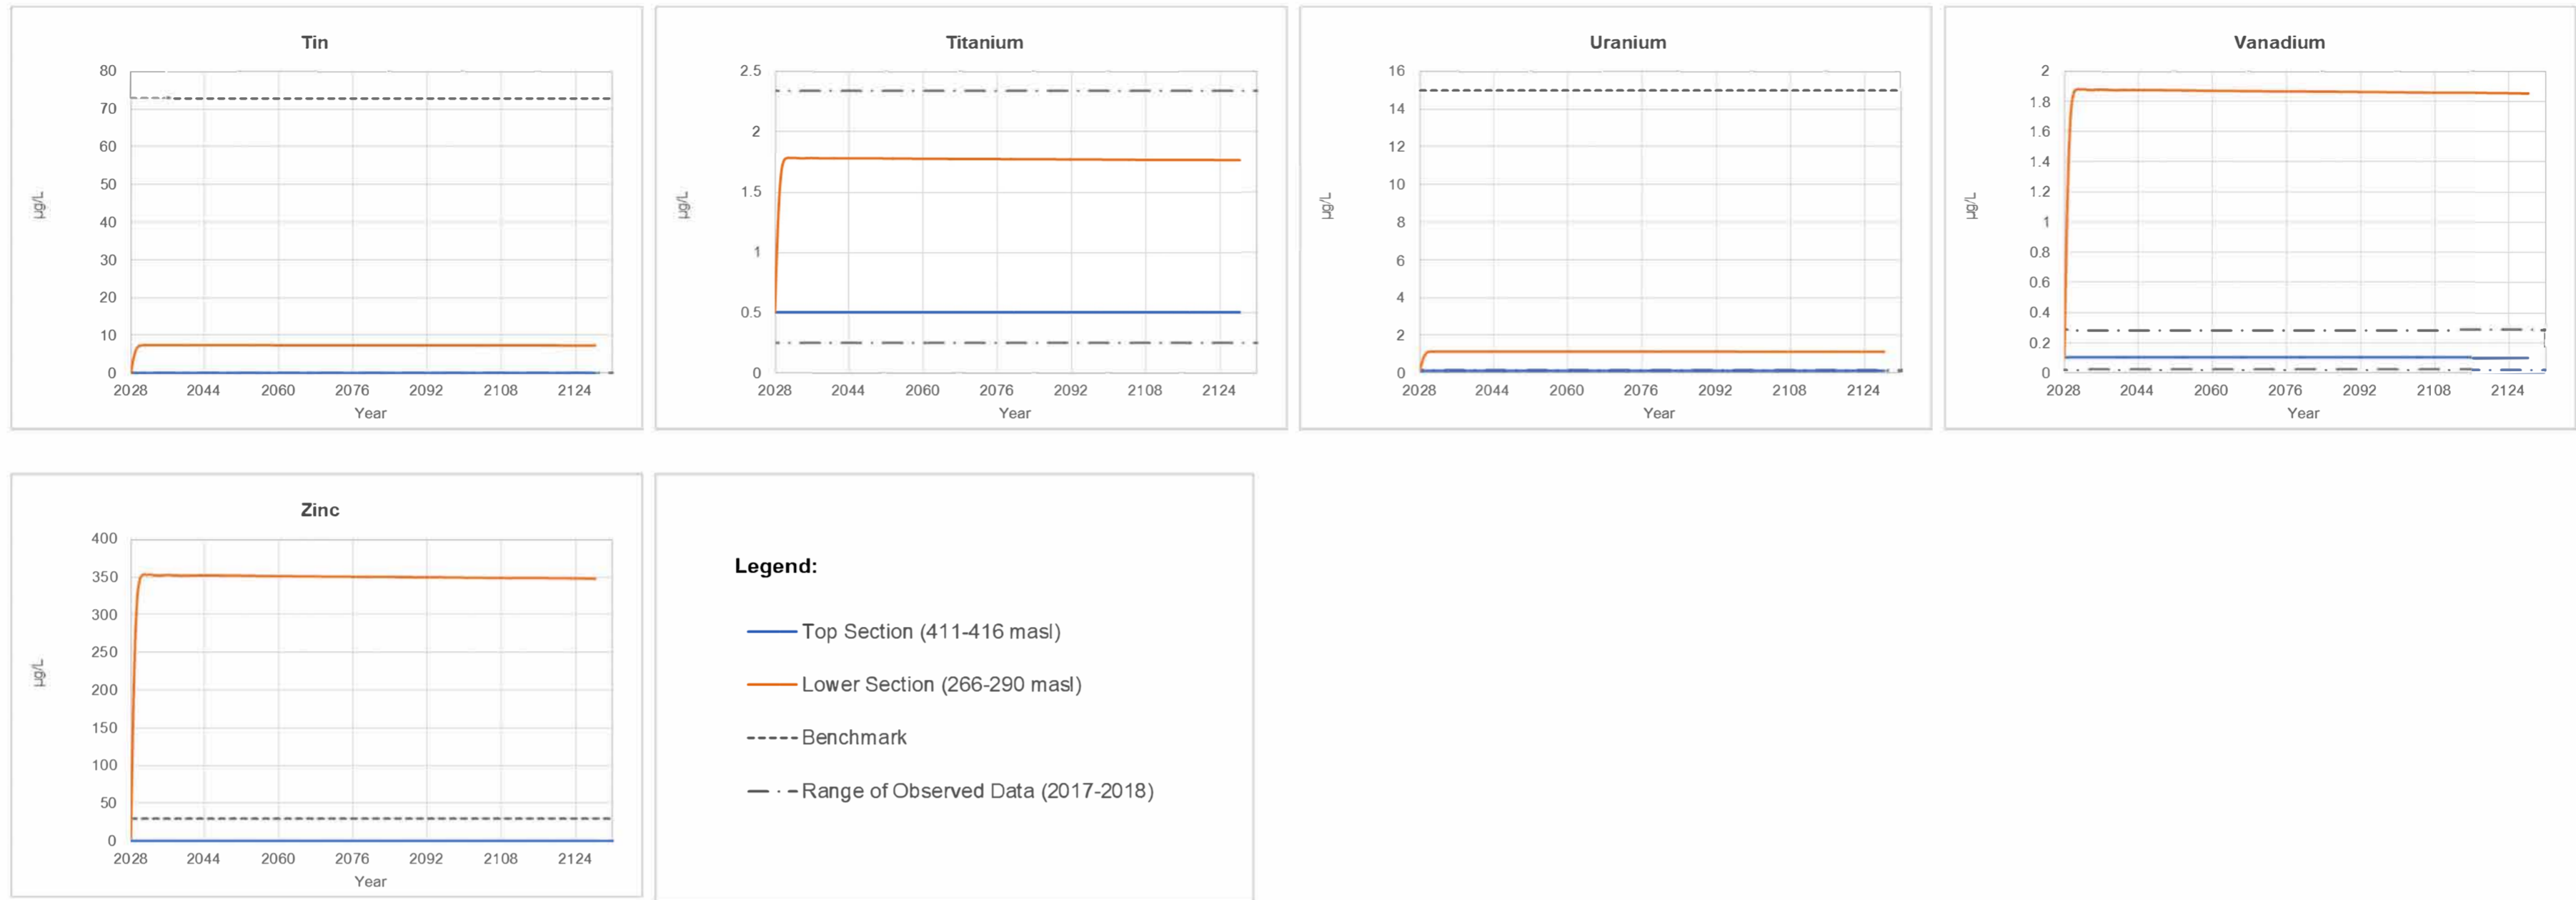 Tin
80
70
60
50
40
30
20
10
0
µg/L
2028 2044 2060 2076 2092 2108 2124
Year
Titanium
2.5
2
1.5
1
0.5
0
µg/L
2028 2044 2060 2076 2092 2108 2124
Year
Uranium
16
14
12
10
8
6
4
2
0
µg/L
2028 2044 2060 2076 2092 2108 2124
Year
Vanadium
2
1.8
1.6
1.4
1.2
1
0.8
0.6
0.4
0.2
0
µg/L
2028 2044 2060 2076 2092 2108 2124
Year
Zinc
400
350
300
250
200
150
100
50
0
µg/L
2028 2044 2060 2076 2092 2108 2124
Year
Legend:
Top Section (411-416 masl)
Lower Section (266-290 masl)
Benchmark
Range of Observed Data (2017-2018)